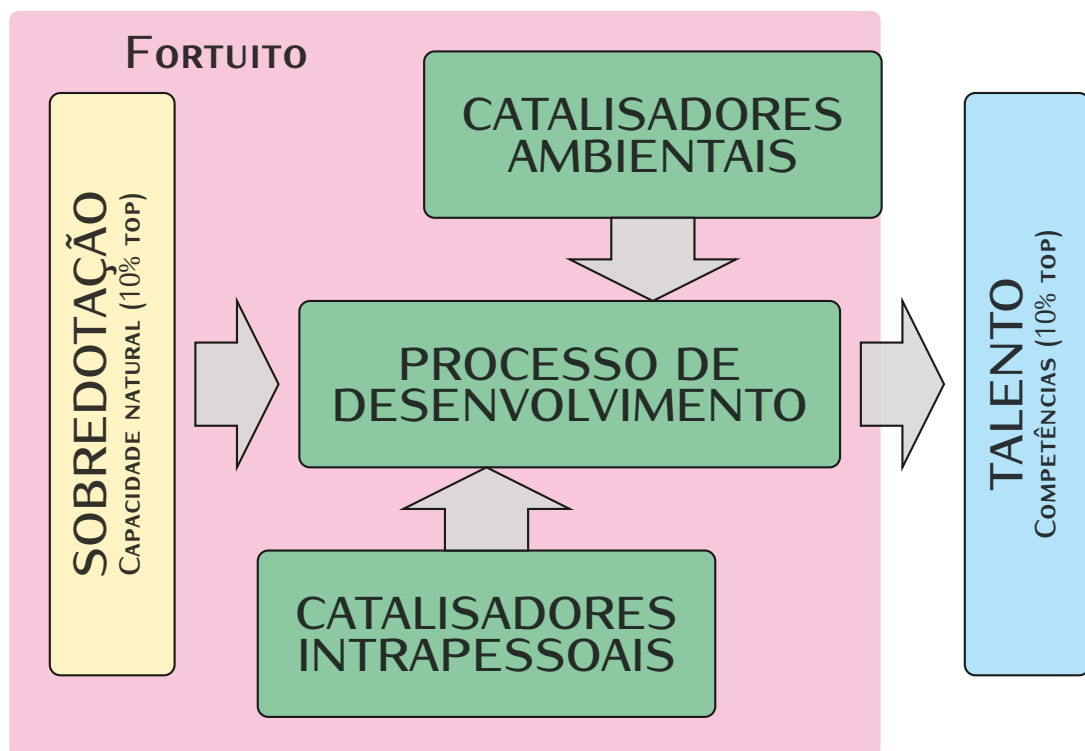 Fortuito
SOBREDOTAÇÃO
Capacidade natural (10% top)
CATALISADORES
AMBIENTAIS
PROCESSO DE
DESENVOLVIMENTO
CATALISADORES
INTRAPESSOAIS
TALENTO
Competências (10% top)